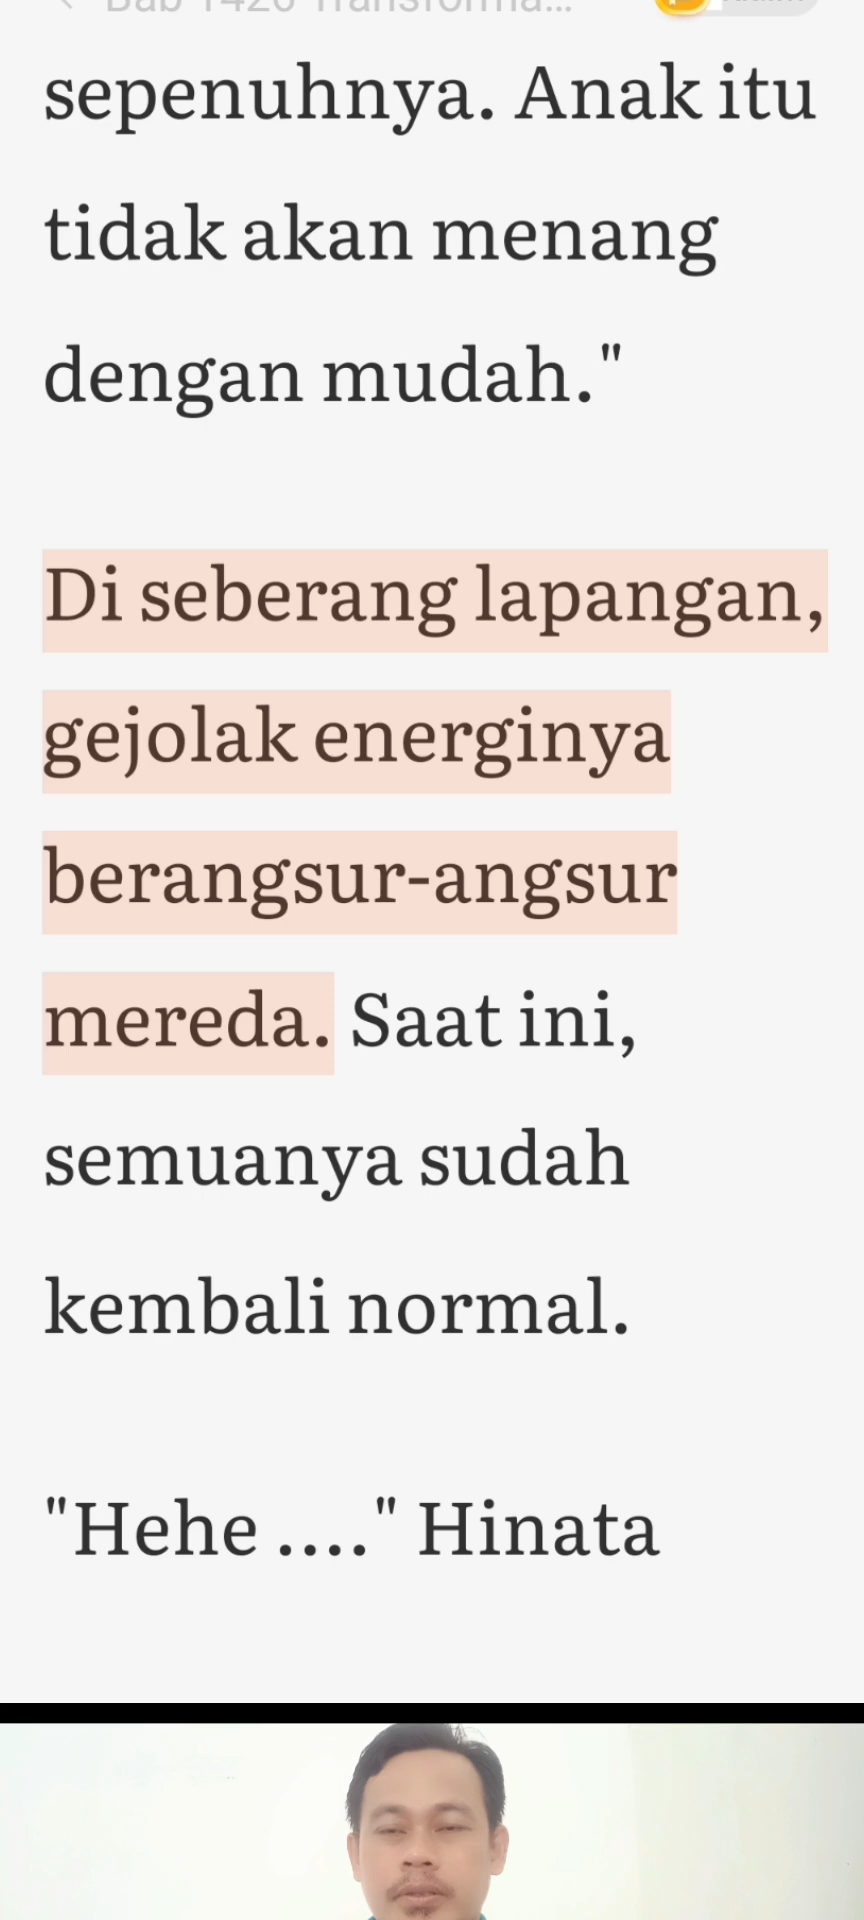 sepenuhnya. Anak itu
tidak akan menang
dengan mudah."
Di seberang lapangan,
gejolak energinya
berangsur-angsur
mereda. Saat ini,
semuanya sudah
kembali normal.
"Hehe ...." Hinata